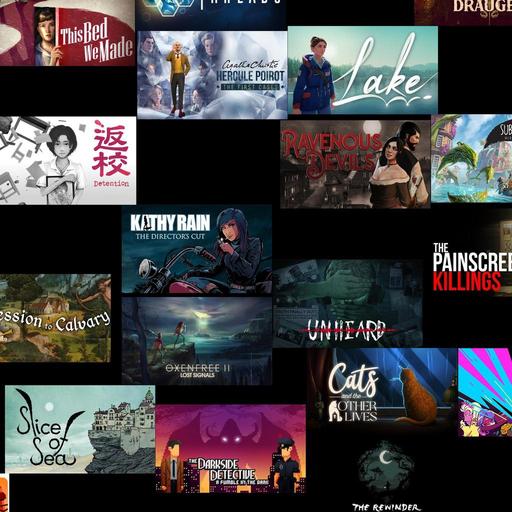 DRAUG
This Bed
We Made
Agatha Christie
HERCULE POIROT
THE FIRST CASES
Lake
返
校
Detention
RAVENOUS
DEVILS
SUB
KATHY RAIN
THE DIRECTOR'S CUT
THE
PAINSCREE
KILLINGS
ession to Calvary
OXENFREE II
LOST SIGNALS
UNHEARD
Cats
and the
OTHER
LIVES
Slice
of
Sea
THE
DARKSIDE
DETECTIVE
A FUMBLE IN THE DARK
THE REWINDER